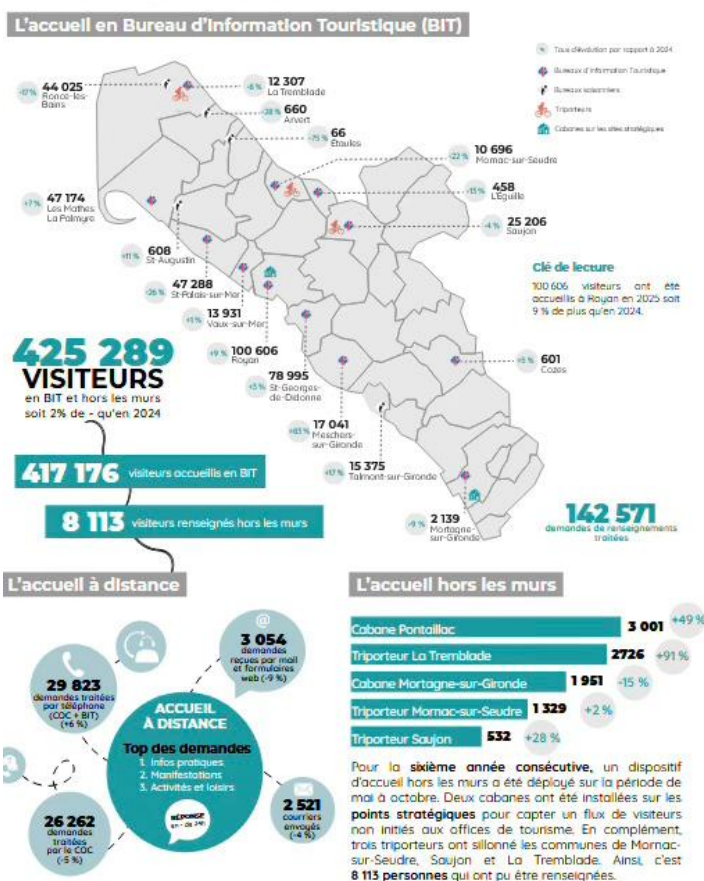 L'accueil en Bureau d'Information Touristique (BIT)
% Taux d'évolution par rapport à 2024
Bureaux d'Information Touristique
Bureaux saisonniers
Triporteurs
Cabanes sur les sites stratégiques
-17% 44 025
Ronce-les-
Bains
-8 % 12 307
La Tremblade
-28 % 660
Arvert
-75 % 66
Étaules
-22 % 10 696
Mornac-sur-Seudre
-15 % 458
L'Eguille
-4 % 25 206
Saujon
+7 % 47 174
Les Mathes
La Palmyre
+11 % 608
St-Augustin
-26 % 47 288
St-Palais-sur-Mer
+1 % 13 931
Vaux-sur-Mer
+9 % 100 606
Royan
+3 % 78 995
St-Georges-
de-Didonne
17 041
Meschers-
sur-Gironde
+17 % 15 375
Talmont-sur-Gironde
-9 % 2 139
Mortagne-
sur-Gironde
+5 % 601
Cozes
Clé de lecture
100 606 visiteurs ont été
accueillis à Royan en 2025 soit
9 % de plus qu'en 2024.
425 289
VISITEURS
en BIT et hors les murs
soit 2% de - qu'en 2024
417 176 visiteurs accueillis en BIT
8 113 visiteurs renseignés hors les murs
142 571
demandes de renseignements
traitées
L'accueil à distance
@
3 054
demandes
reçues par mail
et formulaires
web (-9 %)
29 823
demandes traitées
par téléphone
(COC + BIT)
(+6 %)
ACCUEIL
À DISTANCE
Top des demandes
1. Infos pratiques
2. Manifestations
3. Activités et loisirs
RÉPONSE
en - de 24h
26 262
demandes
traitées
par le COC
(-5 %)
2 521
courriers
envoyés
(-4 %)
L'accueil hors les murs
Cabane Pontaillac 3 001 +49 %
Triporteur La Tremblade 2726 +91 %
Cabane Mortagne-sur-Gironde 1 951 -15 %
Triporteur Mornac-sur-Seudre 1 329 +2 %
Triporteur Saujon 532 +28 %
Pour la sixième année consécutive, un dispositif
d'accueil hors les murs a été déployé sur la période de
mai à octobre. Deux cabanes ont été installées sur les
points stratégiques pour capter un flux de visiteurs
non initiés aux offices de tourisme. En complément,
trois triporteurs ont sillonné les communes de Mornac-
sur-Seudre, Saujon et La Tremblade. Ainsi, c'est
8 113 personnes qui ont pu être renseignées.